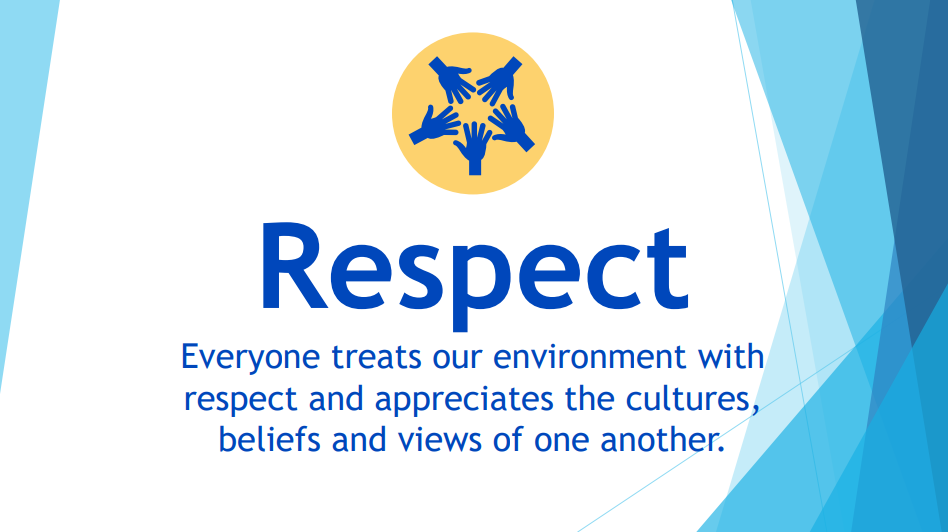 Respect
Everyone treats our environment with
respect and appreciates the cultures,
beliefs and views of one another.